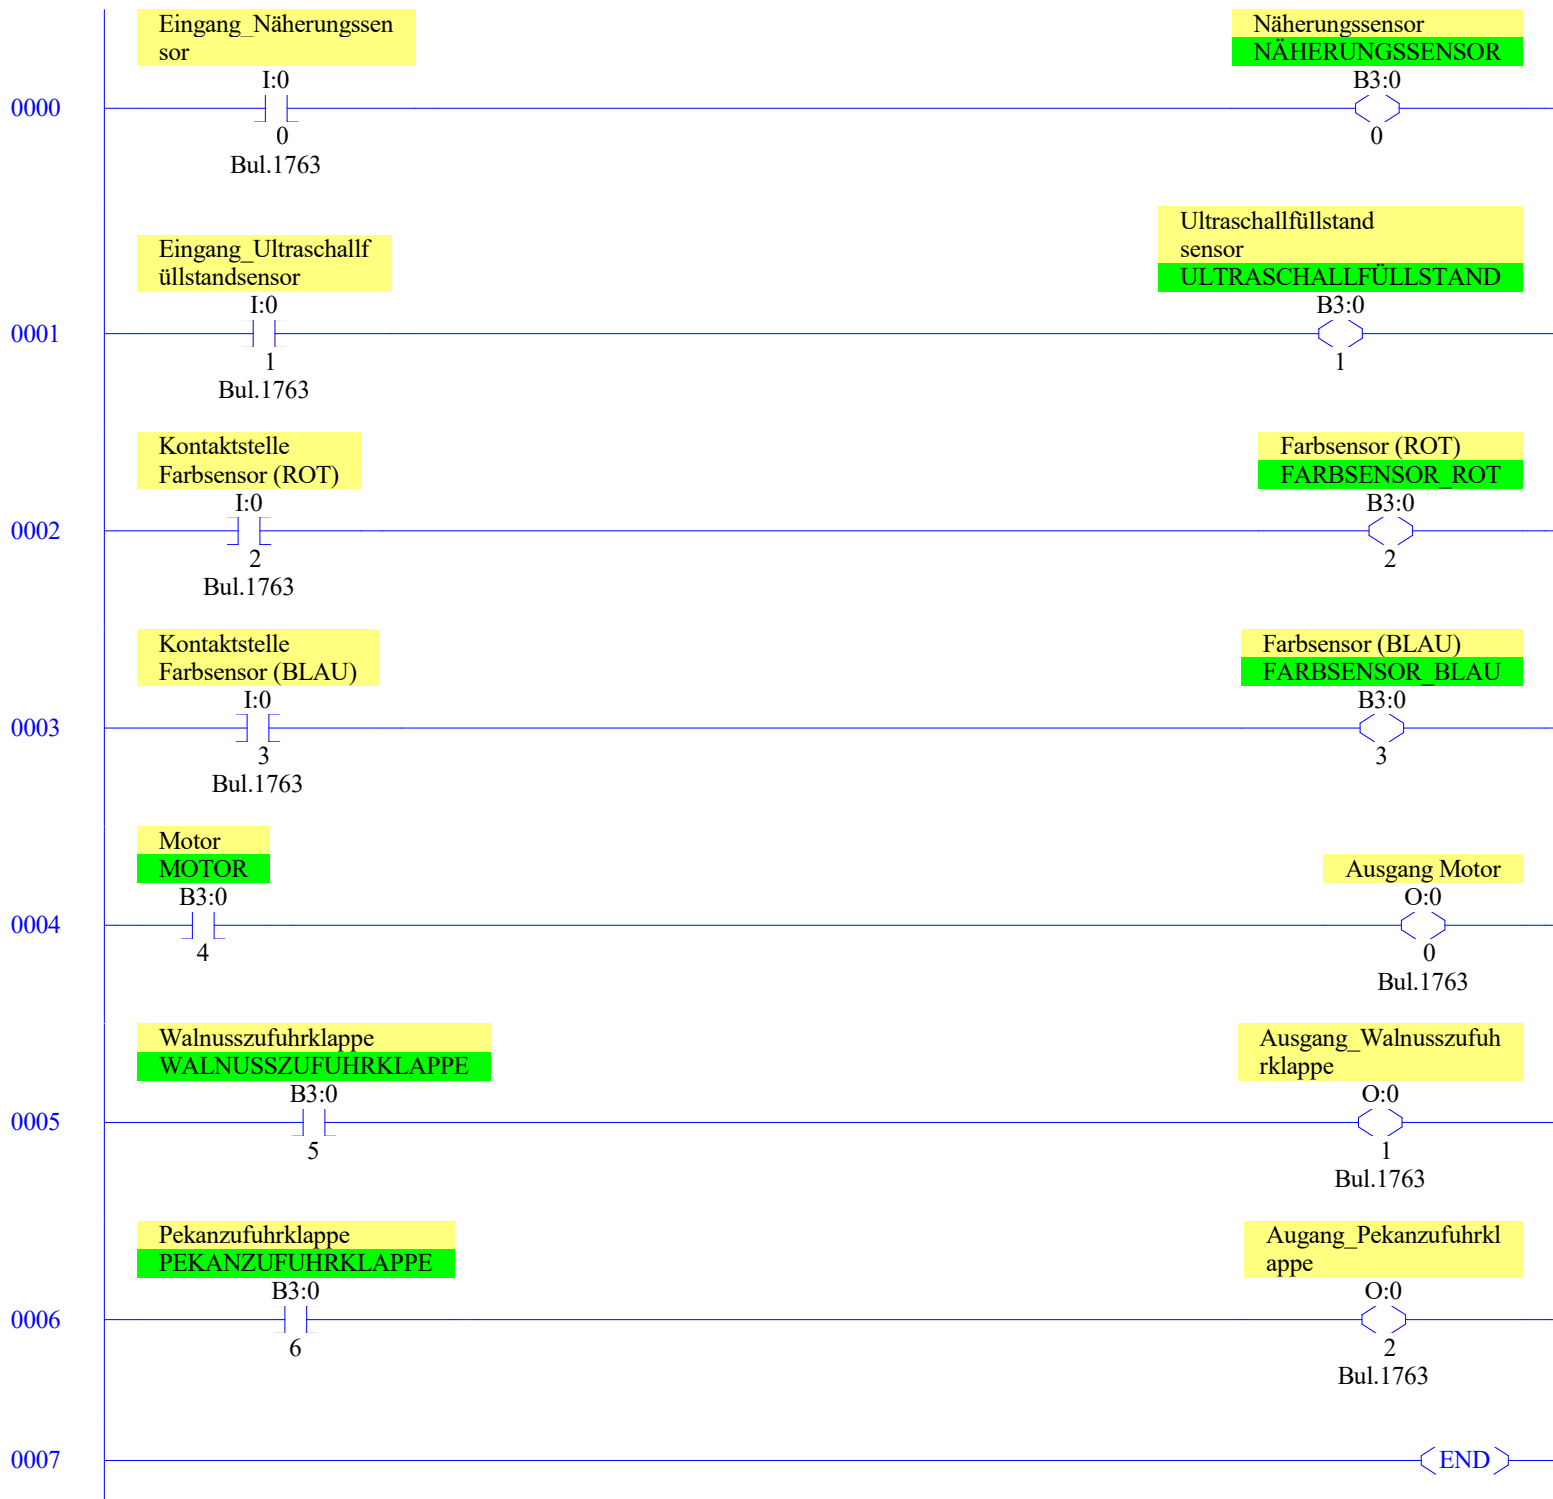 Eingang_Näherungssen
sor
I:0
0
Bul.1763
Näherungssensor
NÄHERUNGSSENSOR
B3:0
0
0000
Eingang_Ultraschallf
üllstandsensor
I:0
1
Bul.1763
Ultraschallfüllstand
sensor
ULTRASCHALLFÜLLSTAND
B3:0
1
0001
Kontaktstelle
Farbsensor (ROT)
I:0
2
Bul.1763
Farbsensor (ROT)
FARBSENSOR_ROT
B3:0
2
0002
Kontaktstelle
Farbsensor (BLAU)
I:0
3
Bul.1763
Farbsensor (BLAU)
FARBSENSOR_BLAU
B3:0
3
0003
Motor
MOTOR
B3:0
4
Ausgang Motor
O:0
0
Bul.1763
0004
Walnusszufuhrklappe
WALNUSSZUFUHRKLAPPE
B3:0
5
Ausgang_Walnusszufuh
rklappe
O:0
1
Bul.1763
0005
Pekanzufuhrklappe
PEKANZUFUHRKLAPPE
B3:0
6
Augang_Pekanzufuhrkl
appe
O:0
2
Bul.1763
0006
0007
END